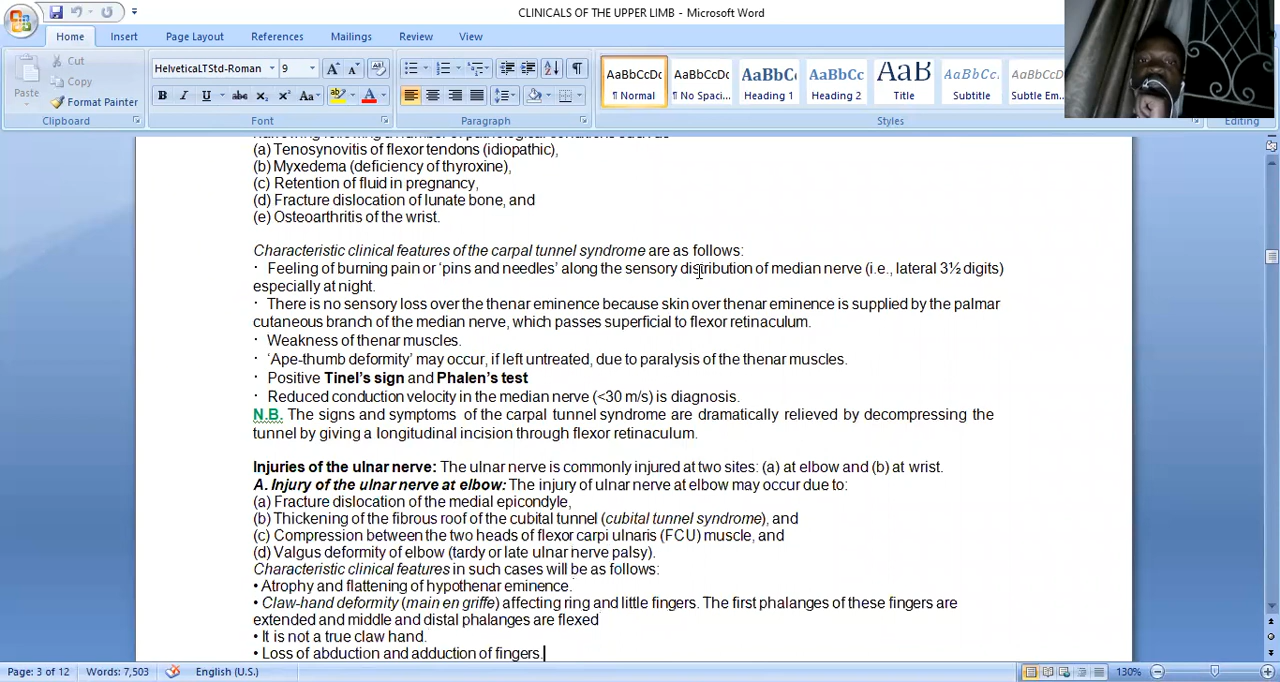 CLINICALS OF THE UPPER LIMB - Microsoft Word
Home Insert Page Layout References Mailings Review View
Paste
Cut
Copy
Format Painter
Clipboard
HelveticaLTStd-Roman 9
Font
Paragraph
AaBbCcDc AaBbCcDc AaBbCc AaBbCc AaB AaBbCc. AaBbCcDc
¶ Normal ¶ No Spaci... Heading 1 Heading 2 Title Subtitle Subtle Em...
Styles
Editing
(a) Tenosynovitis of flexor tendons (idiopathic),
(b) Myxedema (deficiency of thyroxine),
(c) Retention of fluid in pregnancy,
(d) Fracture dislocation of lunate bone, and
(e) Osteoarthritis of the wrist.
Characteristic clinical features of the carpal tunnel syndrome are as follows:
· Feeling of burning pain or ‘pins and needles’ along the sensory distribution of median nerve (i.e., lateral 3½ digits)
especially at night.
· There is no sensory loss over the thenar eminence because skin over thenar eminence is supplied by the palmar
cutaneous branch of the median nerve, which passes superficial to flexor retinaculum.
· Weakness of thenar muscles.
· ‘Ape-thumb deformity’ may occur, if left untreated, due to paralysis of the thenar muscles.
· Positive Tinel’s sign and Phalen’s test
· Reduced conduction velocity in the median nerve (<30 m/s) is diagnosis.
N.B. The signs and symptoms of the carpal tunnel syndrome are dramatically relieved by decompressing the
tunnel by giving a longitudinal incision through flexor retinaculum.
Injuries of the ulnar nerve: The ulnar nerve is commonly injured at two sites: (a) at elbow and (b) at wrist.
A. Injury of the ulnar nerve at elbow: The injury of ulnar nerve at elbow may occur due to:
(a) Fracture dislocation of the medial epicondyle,
(b) Thickening of the fibrous roof of the cubital tunnel (cubital tunnel syndrome), and
(c) Compression between the two heads of flexor carpi ulnaris (FCU) muscle, and
(d) Valgus deformity of elbow (tardy or late ulnar nerve palsy).
Characteristic clinical features in such cases will be as follows:
• Atrophy and flattening of hypothenar eminence.
• Claw-hand deformity (main en griffe) affecting ring and little fingers. The first phalanges of these fingers are
extended and middle and distal phalanges are flexed
• It is not a true claw hand.
• Loss of abduction and adduction of fingers.
Page: 3 of 12 Words: 7,503 English (U.S.) 130%